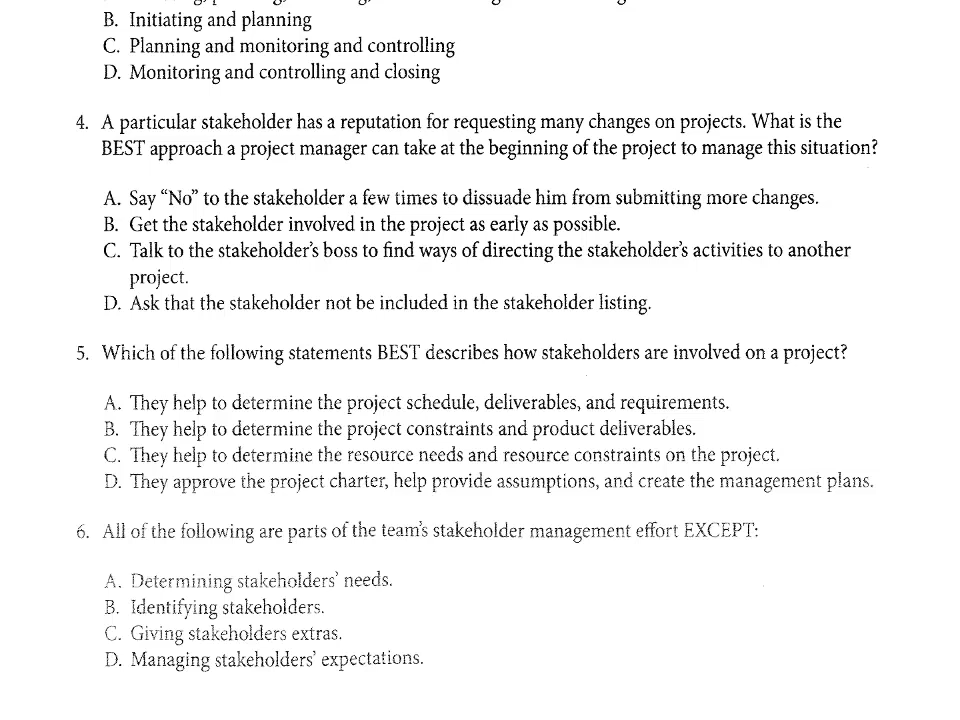 B. Initiating and planning
C. Planning and monitoring and controlling
D. Monitoring and controlling and closing
4. A particular stakeholder has a reputation for requesting many changes on projects. What is the
BEST approach a project manager can take at the beginning of the project to manage this situation?
A. Say “No” to the stakeholder a few times to dissuade him from submitting more changes.
B. Get the stakeholder involved in the project as early as possible.
C. Talk to the stakeholder’s boss to find ways of directing the stakeholder’s activities to another
project.
D. Ask that the stakeholder not be included in the stakeholder listing.
5. Which of the following statements BEST describes how stakeholders are involved on a project?
A. They help to determine the project schedule, deliverables, and requirements.
B. They help to determine the project constraints and product deliverables.
C. They help to determine the resource needs and resource constraints on the project.
D. They approve the project charter, help provide assumptions, and create the management plans.
6. All of the following are parts of the team’s stakeholder management effort EXCEPT:
A. Determining stakeholders’ needs.
B. Identifying stakeholders.
C. Giving stakeholders extras.
D. Managing stakeholders’ expectations.